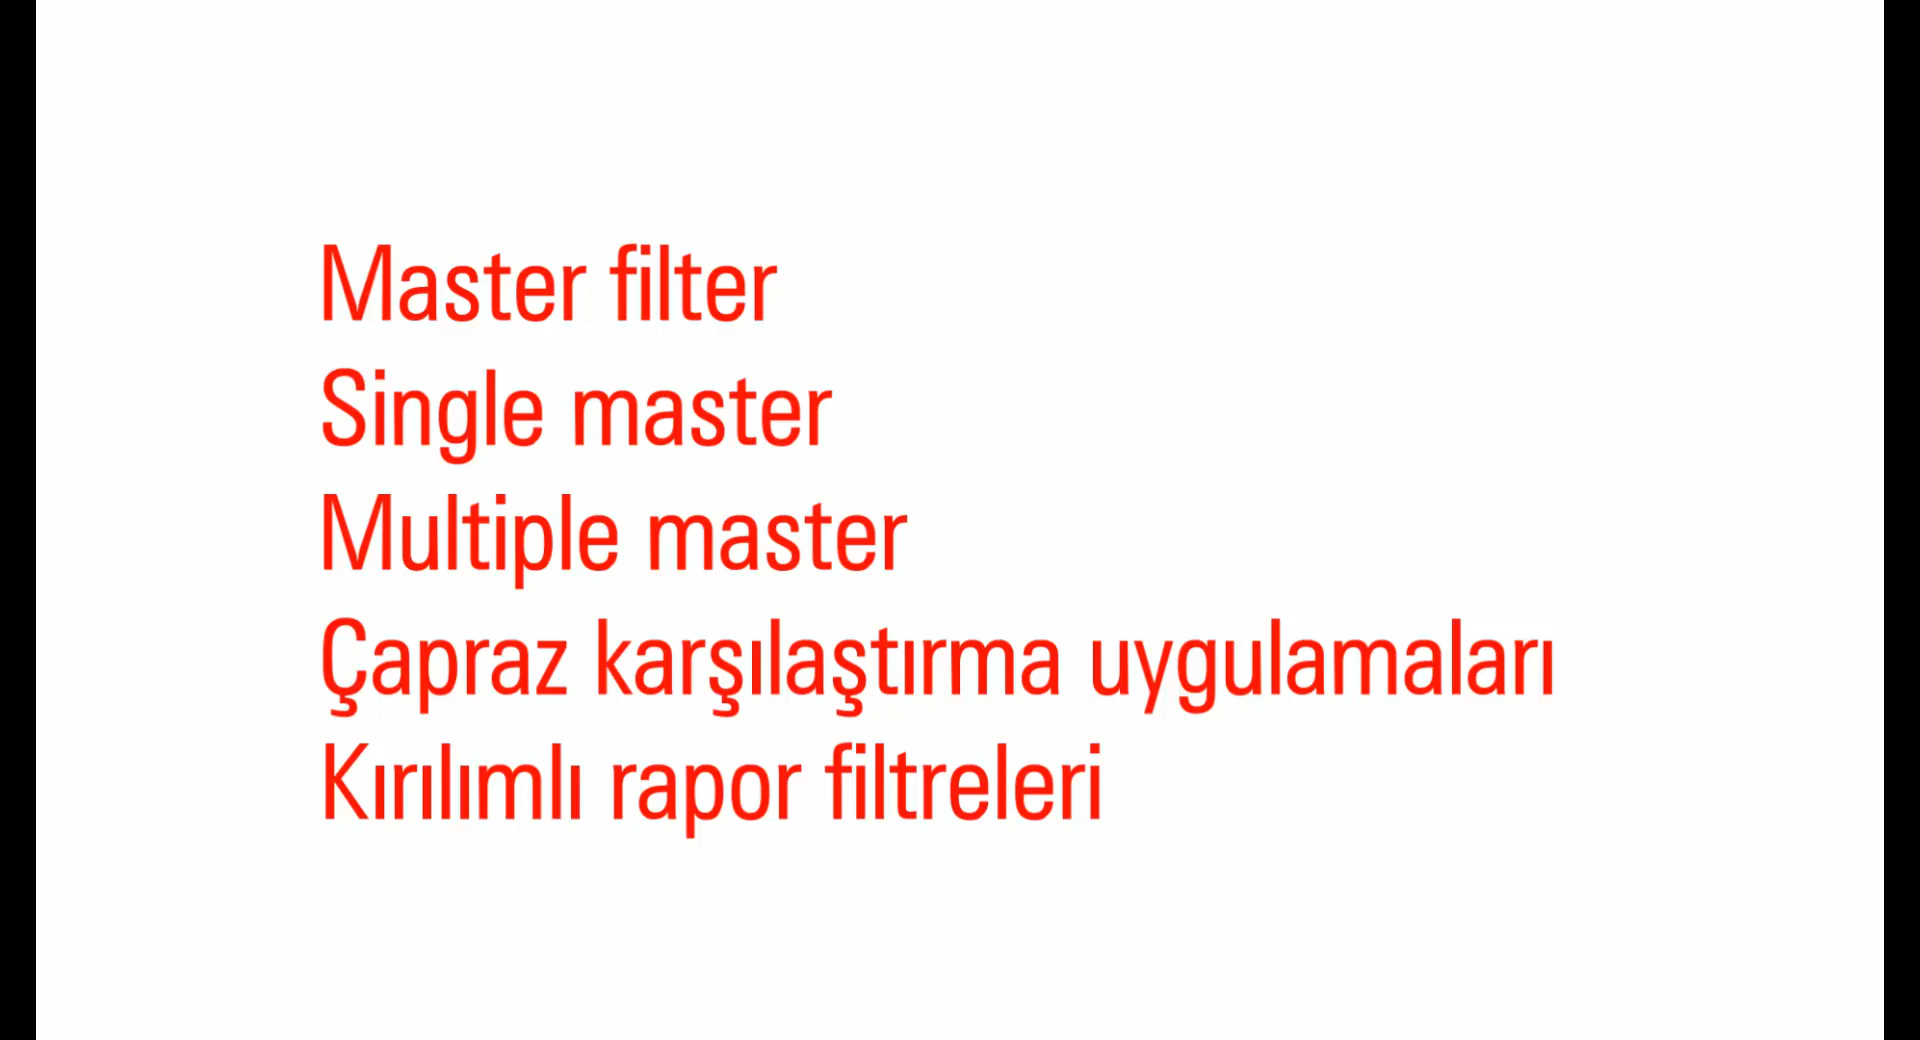 Master filter
Single master
Multiple master
Çapraz karşılaştırma uygulamaları
Kırılımlı rapor filtreleri